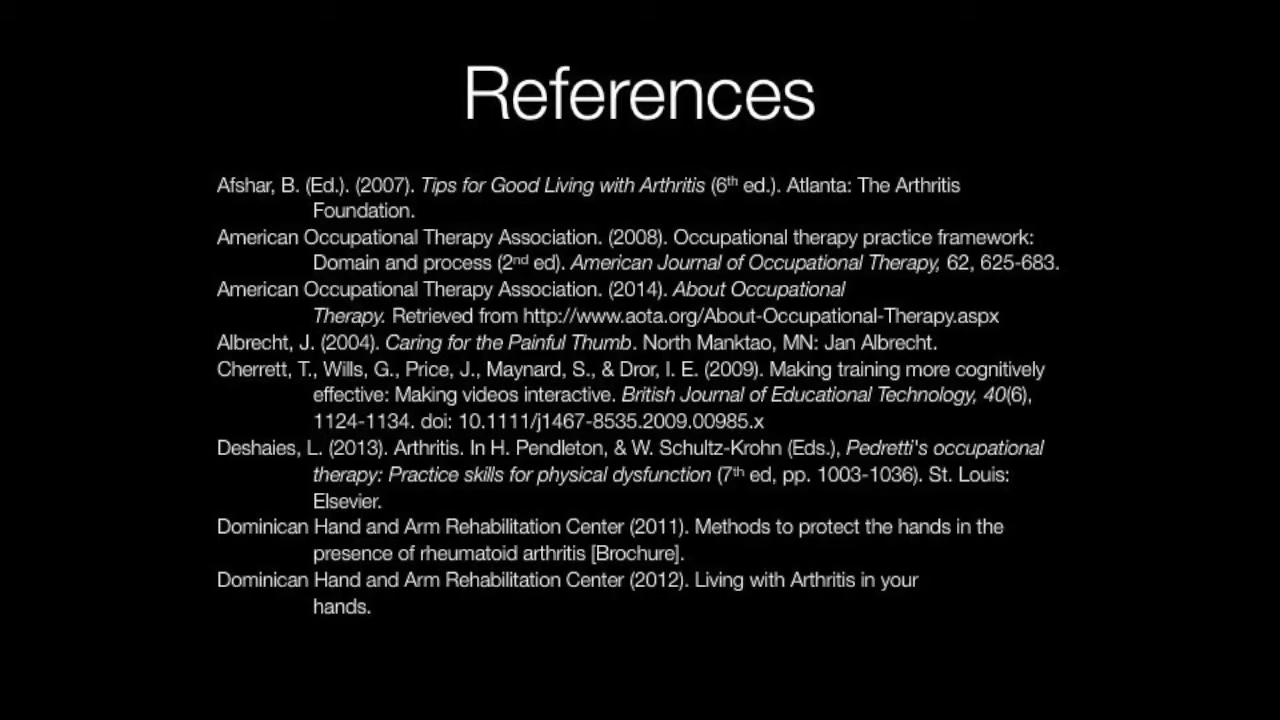 References
Afshar, B. (Ed.). (2007). Tips for Good Living with Arthritis (6th ed.). Atlanta: The Arthritis
Foundation.
American Occupational Therapy Association. (2008). Occupational therapy practice framework:
Domain and process (2nd ed). American Journal of Occupational Therapy, 62, 625-683.
American Occupational Therapy Association. (2014). About Occupational
Therapy. Retrieved from http://www.aota.org/About-Occupational-Therapy.aspx
Albrecht, J. (2004). Caring for the Painful Thumb. North Manktao, MN: Jan Albrecht.
Cherrett, T., Wills, G., Price, J., Maynard, S., & Dror, I. E. (2009). Making training more cognitively
effective: Making videos interactive. British Journal of Educational Technology, 40(6),
1124-1134. doi: 10.1111/j1467-8535.2009.00985.x
Deshaies, L. (2013). Arthritis. In H. Pendleton, & W. Schultz-Krohn (Eds.), Pedretti's occupational
therapy: Practice skills for physical dysfunction (7th ed, pp. 1003-1036). St. Louis:
Elsevier.
Dominican Hand and Arm Rehabilitation Center (2011). Methods to protect the hands in the
presence of rheumatoid arthritis [Brochure].
Dominican Hand and Arm Rehabilitation Center (2012). Living with Arthritis in your
hands.